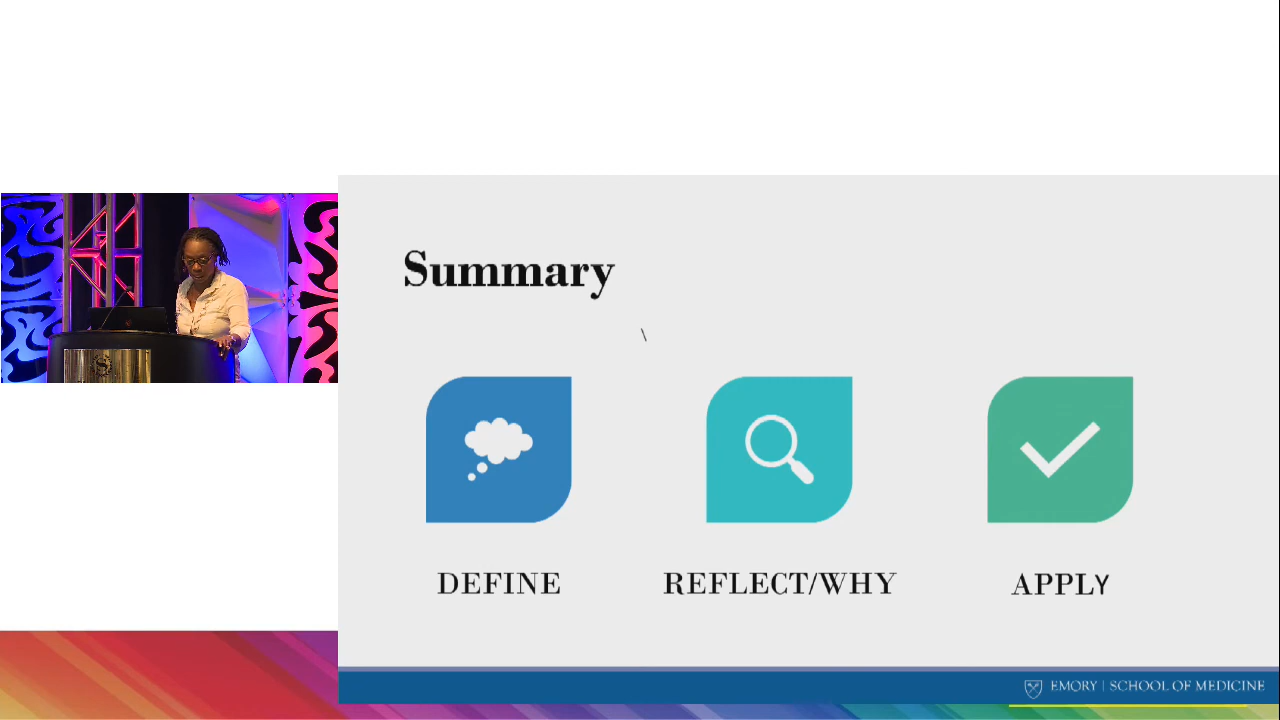 Summary
\
DEFINE
REFLECT/WHY
APPLY
EMORY | SCHOOL OF MEDICINE